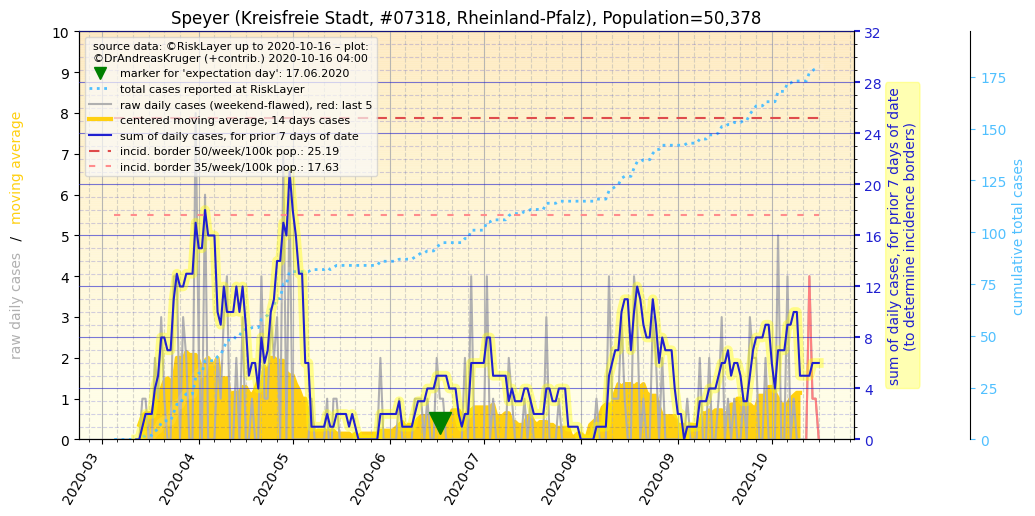 Speyer (Kreisfreie Stadt, #07318, Rheinland-Pfalz), Population=50,378
source data: ©RiskLayer up to 2020-10-16 – plot:
©DrAndreasKruger (+contrib.) 2020-10-16 04:00
marker for 'expectation day': 17.06.2020
total cases reported at RiskLayer
raw daily cases (weekend-flawed), red: last 5
centered moving average, 14 days cases
sum of daily cases, for prior 7 days of date
incid. border 50/week/100k pop.: 25.19
incid. border 35/week/100k pop.: 17.63
raw daily cases / moving average
10
9
8
7
6
5
4
3
2
1
0
2020-03
2020-04
2020-05
2020-06
2020-07
2020-08
2020-09
2020-10
32
28
24
20
16
12
8
4
0
sum of daily cases, for prior 7 days of date
(to determine incidence borders)
175
150
125
100
75
50
25
0
cumulative total cases